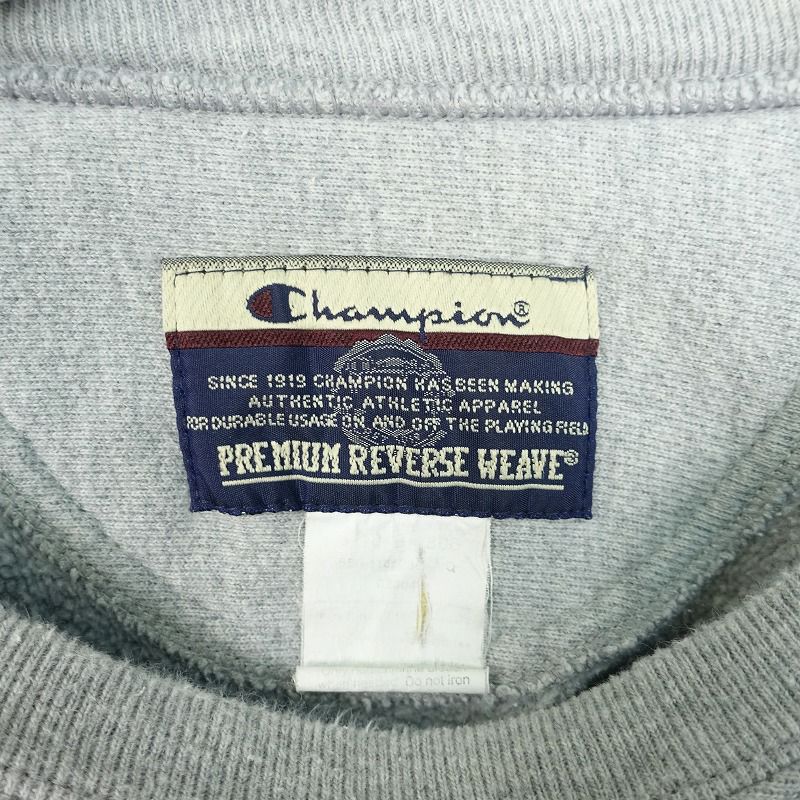 Champion®
SINCE 1919 CHAMPION HAS BEEN MAKING
AUTHENTIC ATHLETIC APPAREL
FOR DURABLE USAGE ON AND OFF THE PLAYING FIELD
PREMIUM REVERSE WEAVE®
Do not iron